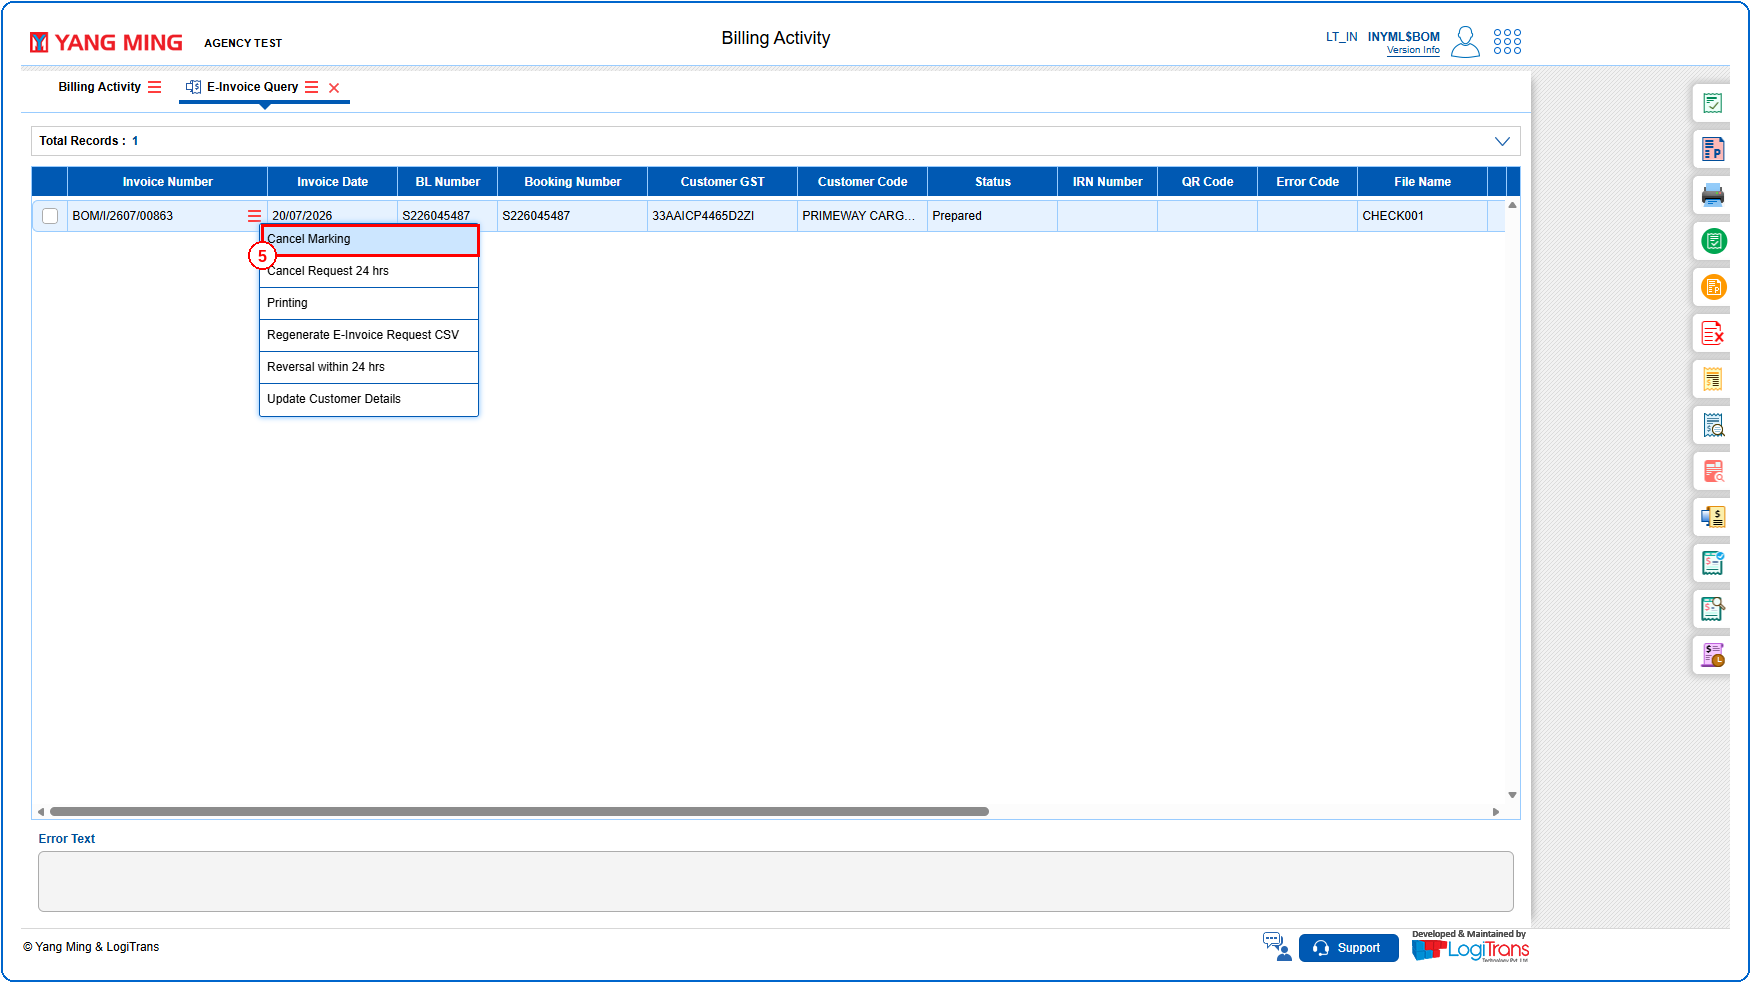 YANG MING
AGENCY TEST
Billing Activity
LT_IN INYML$BOM
Version Info
Billing Activity
E-Invoice Query
Total Records : 1
Invoice Number Invoice Date BL Number Booking Number Customer GST Customer Code Status IRN Number QR Code Error Code File Name
BOM/I/2607/00863 20/07/2026 S226045487 S226045487 33AAICP4465D2ZI PRIMEWAY CARG... Prepared CHECK001
Cancel Marking
5
Cancel Request 24 hrs
Printing
Regenerate E-Invoice Request CSV
Reversal within 24 hrs
Update Customer Details
Error Text
© Yang Ming & LogiTrans
Support
Developed & Maintained by
LogiTrans
Technology Pvt. Ltd.